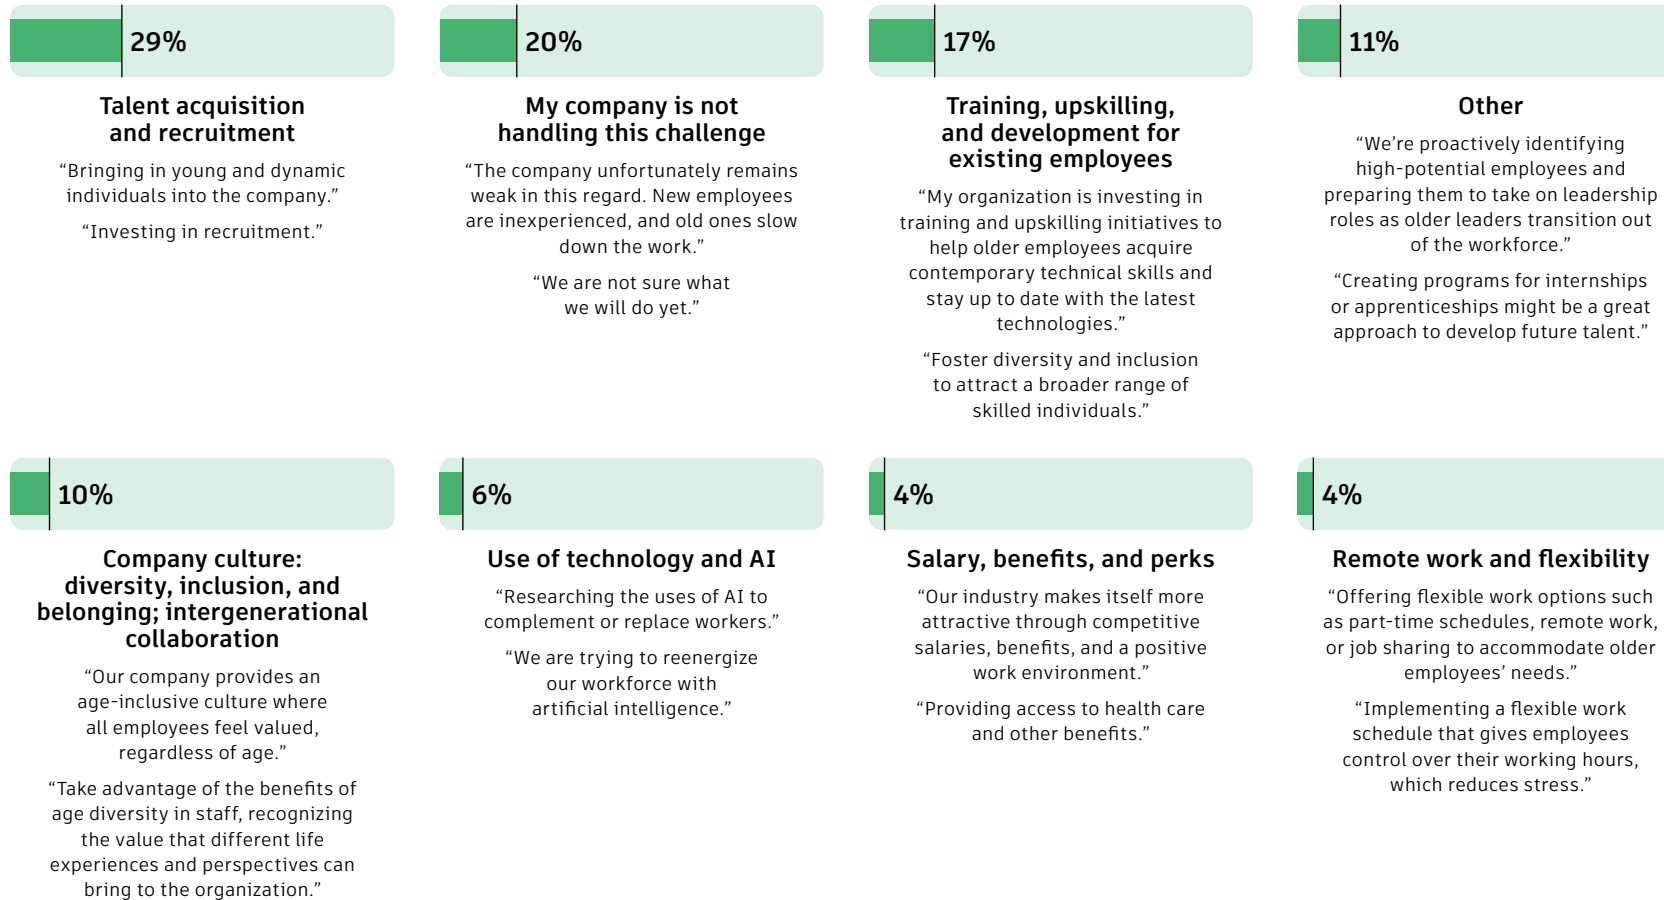 29%
Talent acquisition
and recruitment
“Bringing in young and dynamic
individuals into the company.”
“Investing in recruitment.”
20%
My company is not
handling this challenge
“The company unfortunately remains
weak in this regard. New employees
are inexperienced, and old ones slow
down the work.”
“We are not sure what
we will do yet.”
17%
Training, upskilling,
and development for
existing employees
“My organization is investing in
training and upskilling initiatives to
help older employees acquire
contemporary technical skills and
stay up to date with the latest
technologies.”
“Foster diversity and inclusion
to attract a broader range of
skilled individuals.”
11%
Other
“We’re proactively identifying
high-potential employees and
preparing them to take on leadership
roles as older leaders transition out
of the workforce.”
“Creating programs for internships
or apprenticeships might be a great
approach to develop future talent.”
10%
Company culture:
diversity, inclusion, and
belonging; intergenerational
collaboration
“Our company provides an
age-inclusive culture where
all employees feel valued,
regardless of age.”
“Take advantage of the benefits of
age diversity in staff, recognizing
the value that different life
experiences and perspectives can
bring to the organization.”
6%
Use of technology and AI
“Researching the uses of AI to
complement or replace workers.”
“We are trying to reenergize
our workforce with
artificial intelligence.”
4%
Salary, benefits, and perks
“Our industry makes itself more
attractive through competitive
salaries, benefits, and a positive
work environment.”
“Providing access to health care
and other benefits.”
4%
Remote work and flexibility
“Offering flexible work options such
as part-time schedules, remote work,
or job sharing to accommodate older
employees’ needs.”
“Implementing a flexible work
schedule that gives employees
control over their working hours,
which reduces stress.”